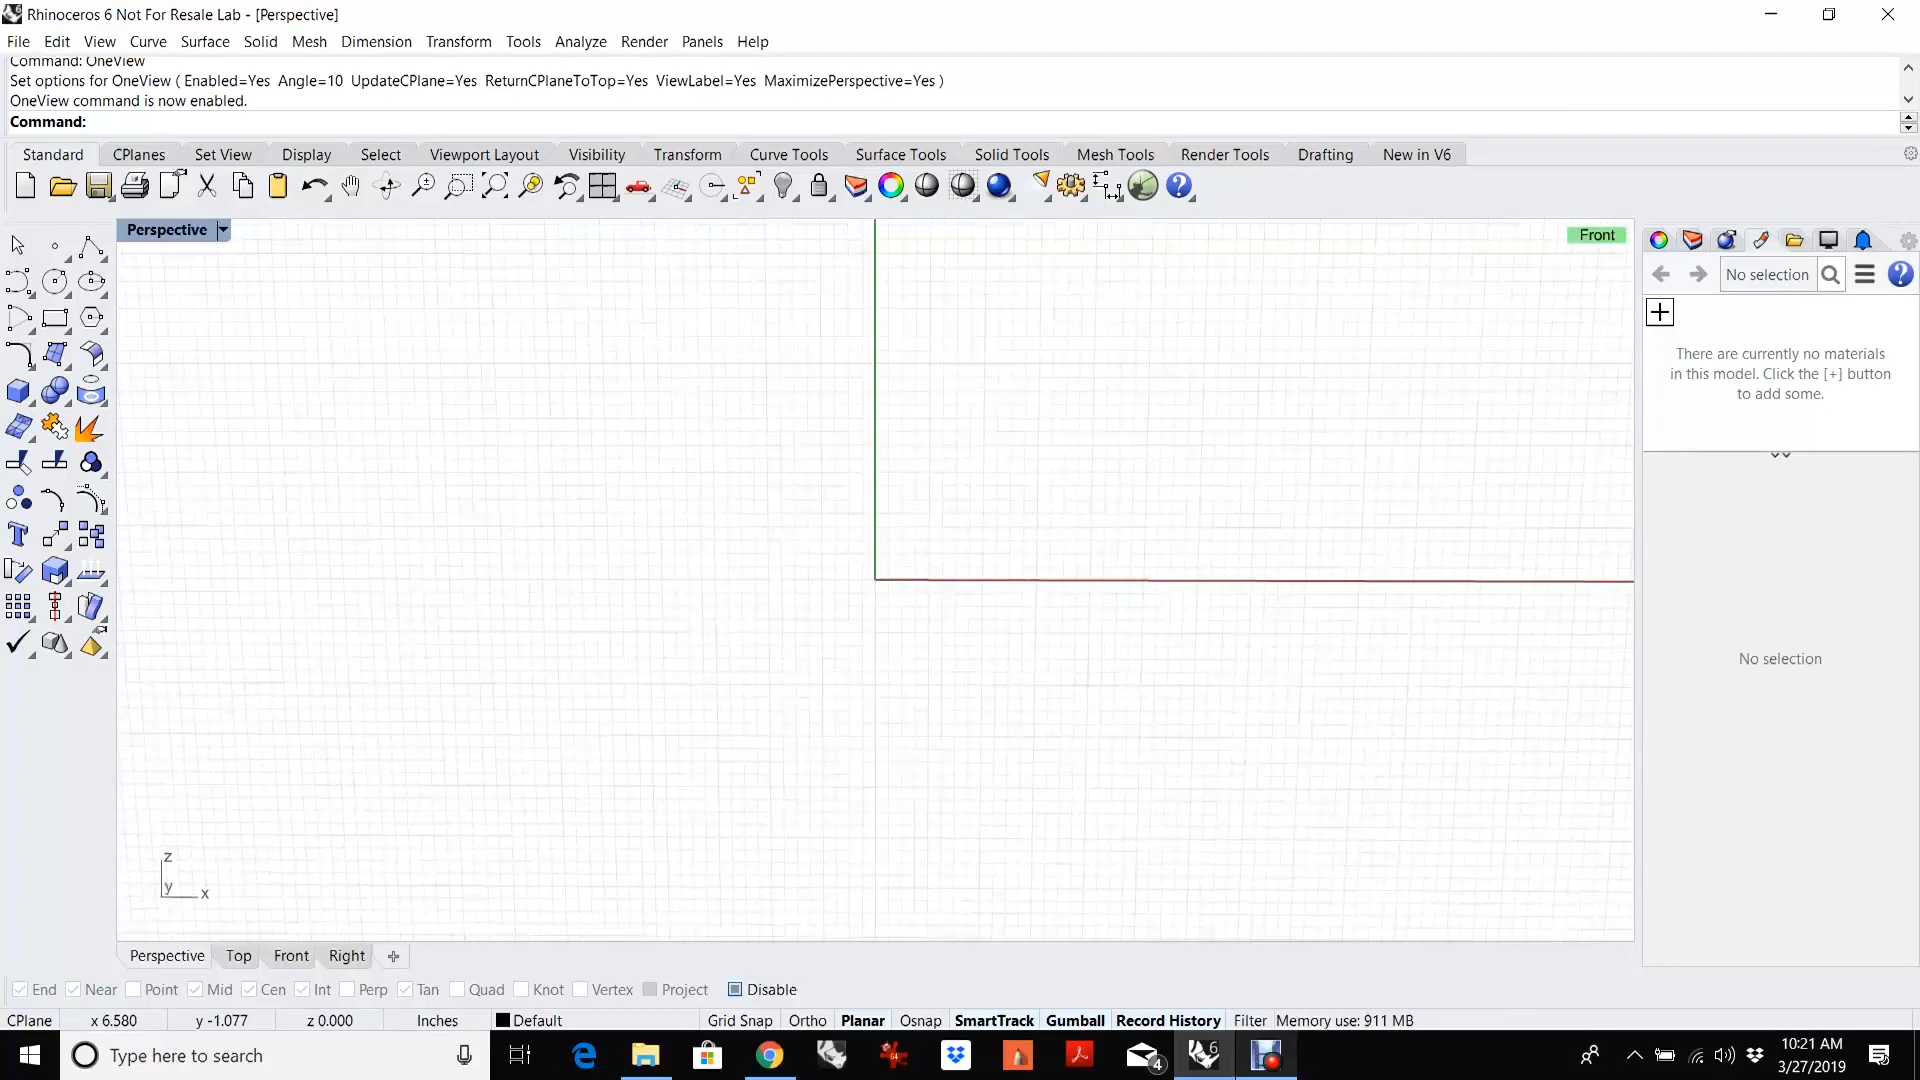 Rhinoceros 6 Not For Resale Lab - [Perspective]
File Edit View Curve Surface Solid Mesh Dimension Transform Tools Analyze Render Panels Help
Command: OneView
Set options for OneView ( Enabled=Yes Angle=10 UpdateCPlane=Yes ReturnCPlaneToTop=Yes ViewLabel=Yes MaximizePerspective=Yes )
OneView command is now enabled.
Command:
Standard CPlanes Set View Display Select Viewport Layout Visibility Transform Curve Tools Surface Tools Solid Tools Mesh Tools Render Tools Drafting New in V6
Perspective
Front
No selection
There are currently no materials
in this model. Click the [+] button
to add some.
No selection
z
y
x
Perspective Top Front Right
End Near Point Mid Cen Int Perp Tan Quad Knot Vertex Project Disable
CPlane x 6.580 y -1.077 z 0.000 Inches Default Grid Snap Ortho Planar Osnap SmartTrack Gumball Record History Filter Memory use: 911 MB
Type here to search
64
4
6
10:21 AM
3/27/2019